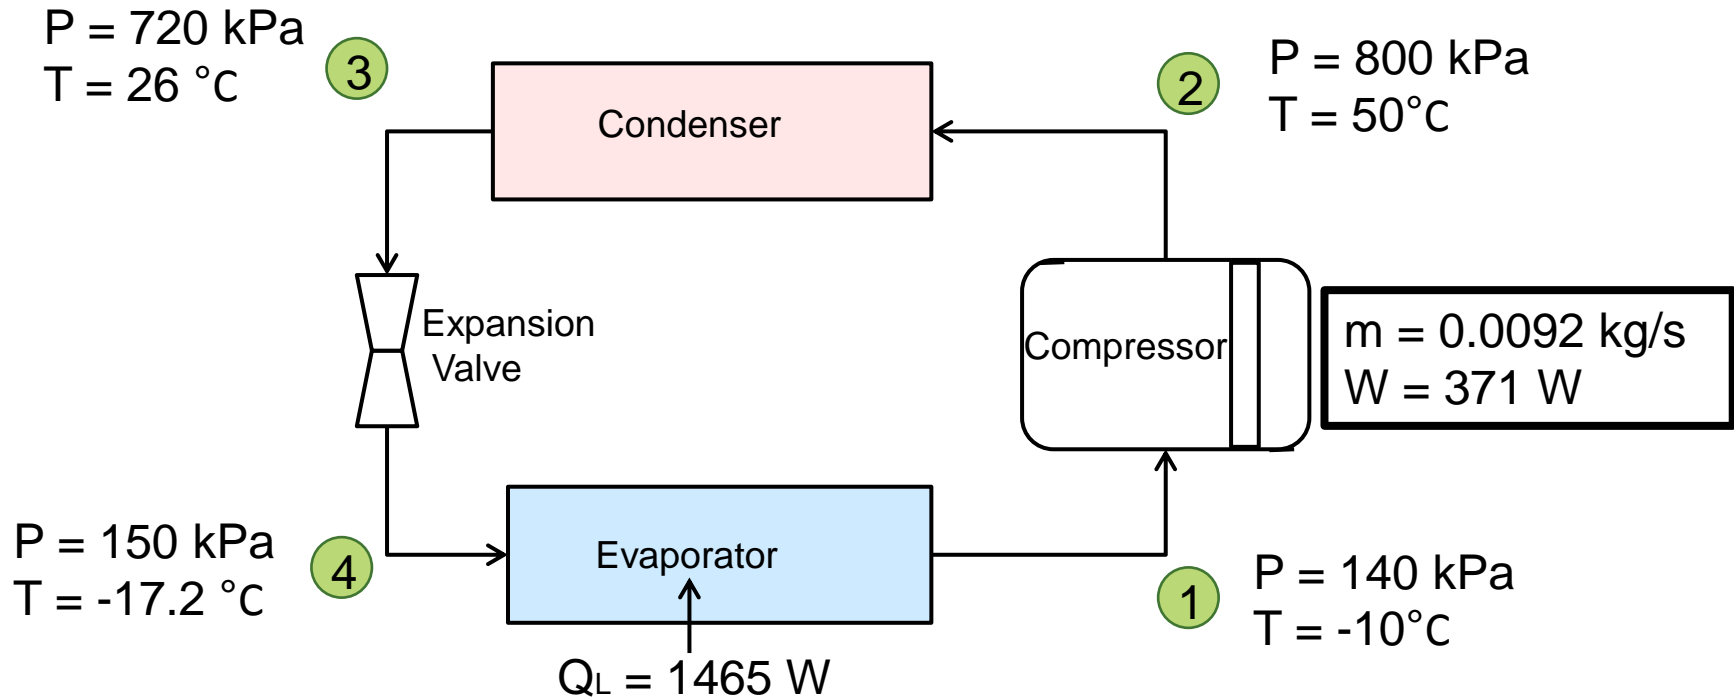 P = 720 kPa
T = 26 °C
3
Condenser
2
P = 800 kPa
T = 50°C
Expansion
Valve
Compressor
m = 0.0092 kg/s
W = 371 W
P = 150 kPa
T = -17.2 °C
4
Evaporator
1
P = 140 kPa
T = -10°C
QL = 1465 W